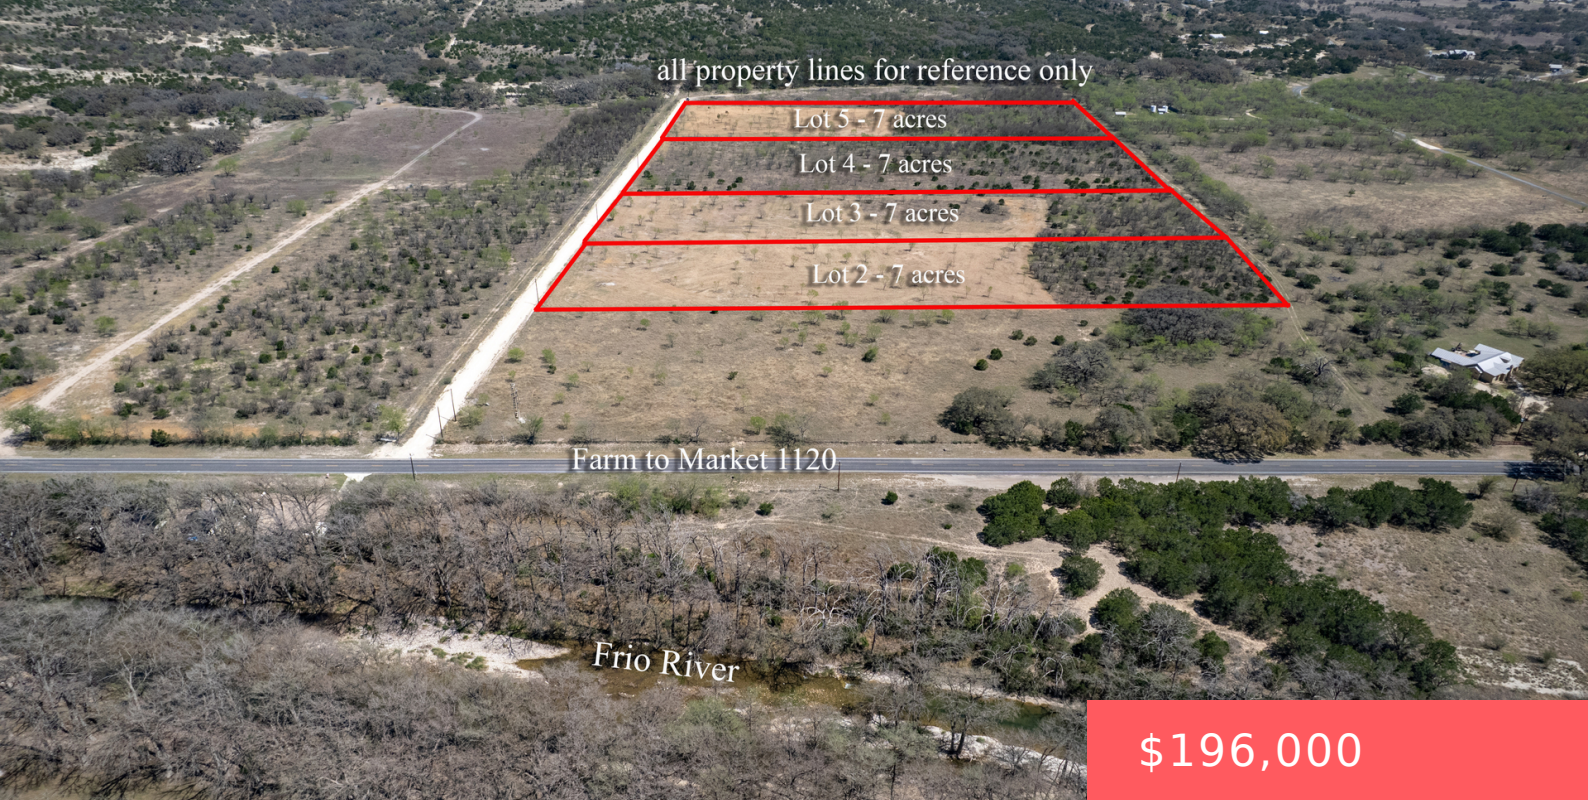 all property lines for reference only
Lot 5 - 7 acres
Lot 4 - 7 acres
Lot 3 - 7 acres
Lot 2 - 7 acres
Farm to Market 1120
Frio River
$196,000